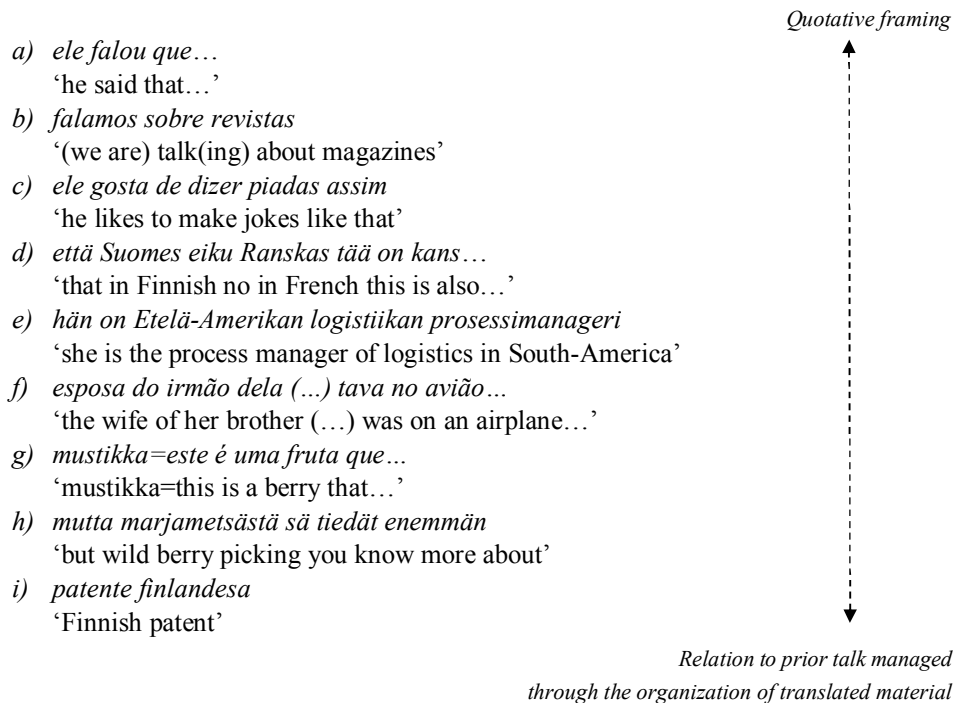 Quotative framing
a) ele falou que…
‘he said that…’
b) falamos sobre revistas
‘(we are) talk(ing) about magazines’
c) ele gosta de dizer piadas assim
‘he likes to make jokes like that’
d) että Suomes eiku Ranskas tää on kans…
‘that in Finnish no in French this is also…’
e) hän on Etelä-Amerikan logistiikan prosessimanageri
‘she is the process manager of logistics in South-America’
f) esposa do irmão dela (...) tava no avião…
‘the wife of her brother (…) was on an airplane…’
g) mustikka=este é uma fruta que...
‘mustikka=this is a berry that…’
h) mutta marjametsästä sä tiedät enemmän
‘but wild berry picking you know more about’
i) patente finlandesa
‘Finnish patent’
Relation to prior talk managed
through the organization of translated material